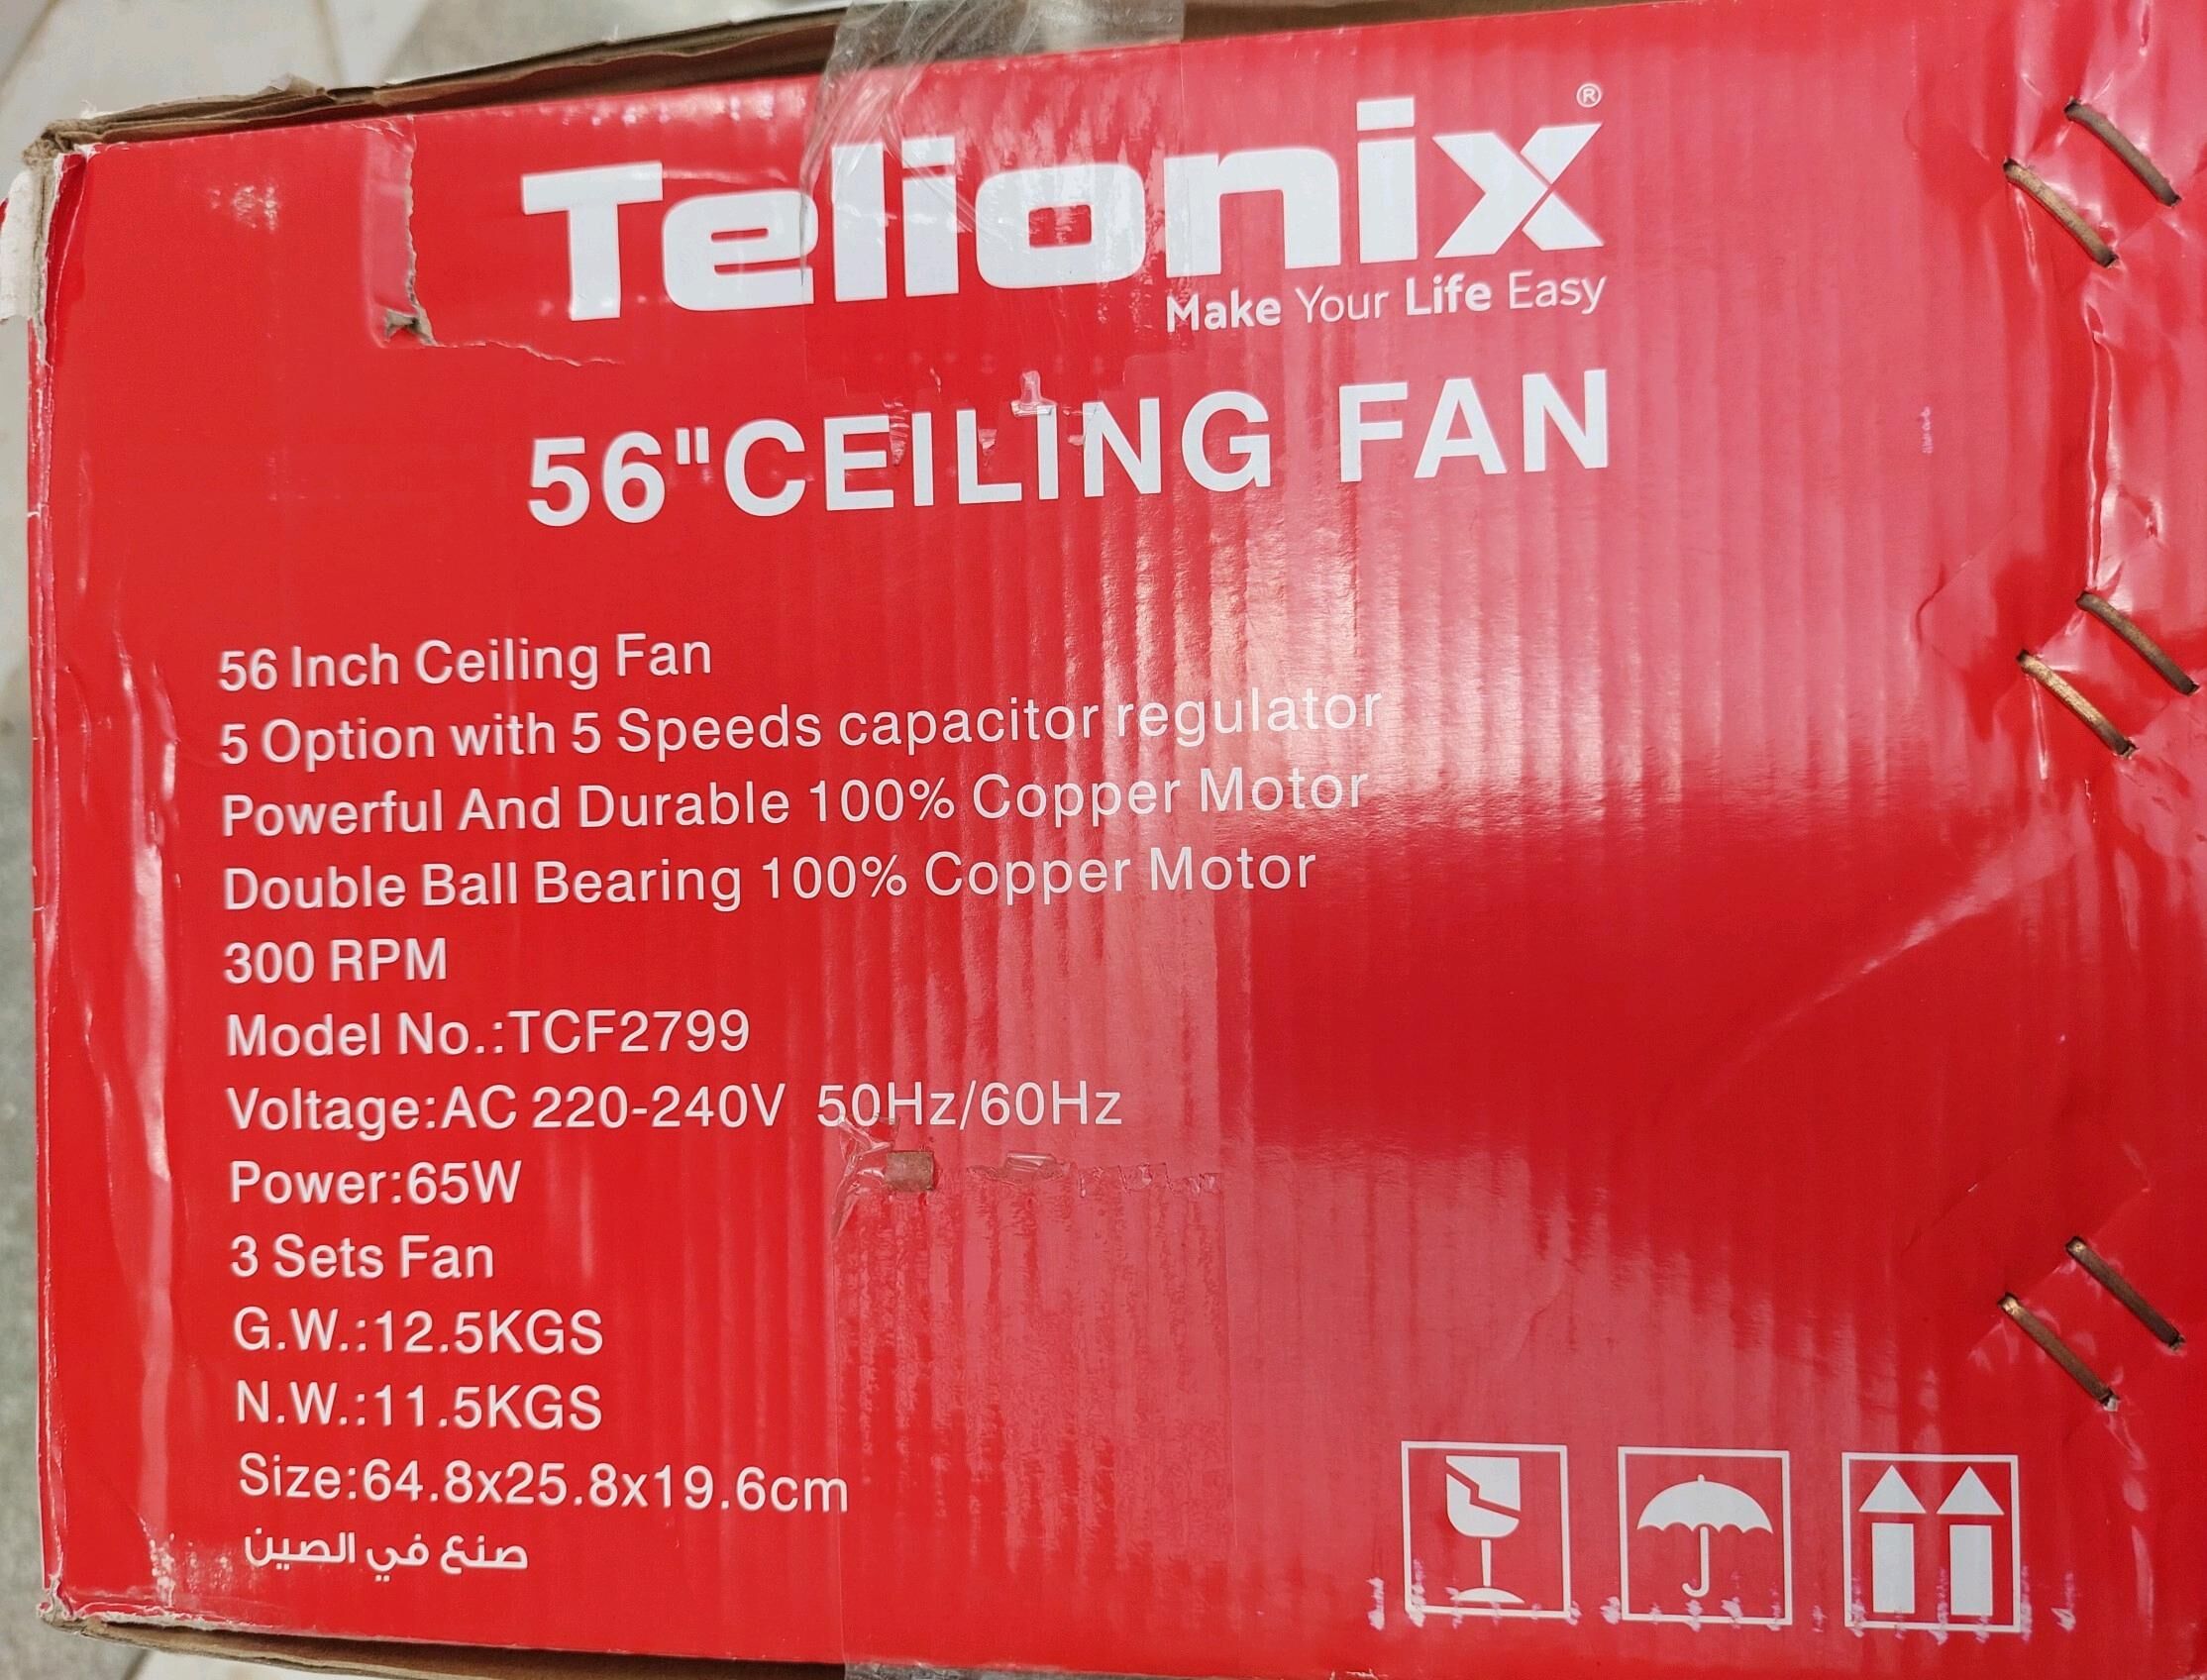 Telionix®
Make Your Life Easy
56"CEILING FAN
56 Inch Ceiling Fan
5 Option with 5 Speeds capacitor regulator
Powerful And Durable 100% Copper Motor
Double Ball Bearing 100% Copper Motor
300 RPM
Model No.:TCF2799
Voltage:AC 220-240V 50Hz/60Hz
Power:65W
3 Sets Fan
G.W.:12.5KGS
N.W.:11.5KGS
Size:64.8x25.8x19.6cm
صنع في الصين